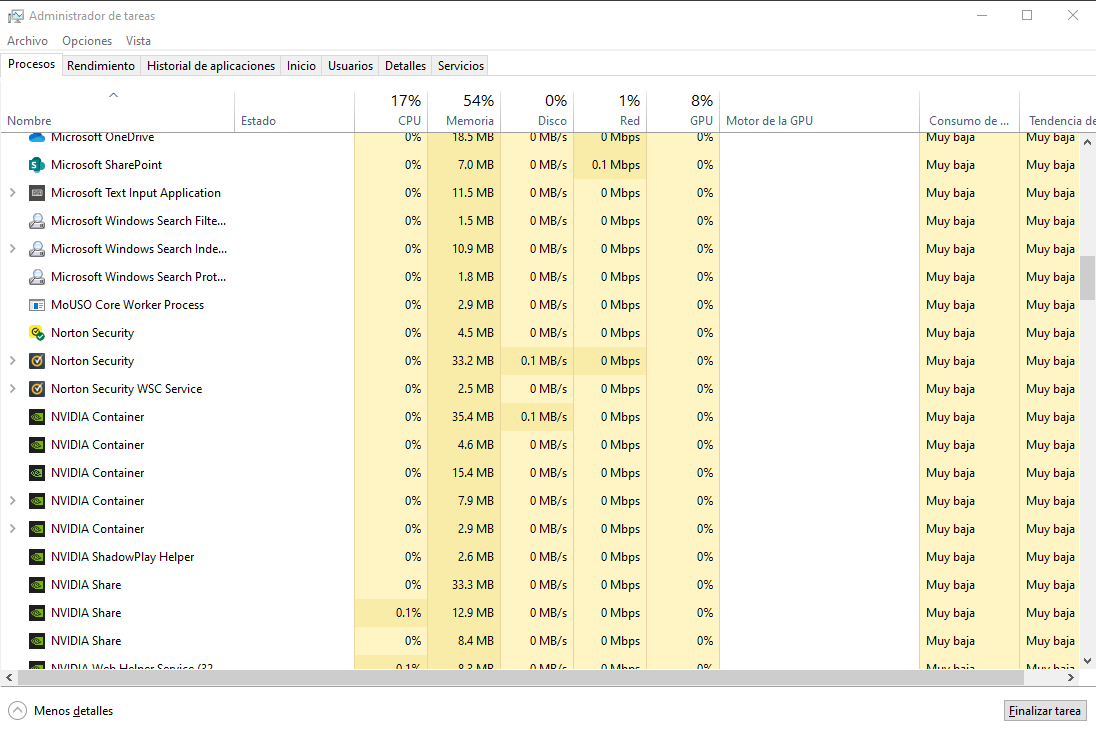 Administrador de tareas
Archivo Opciones Vista
Procesos Rendimiento Historial de aplicaciones Inicio Usuarios Detalles Servicios
17% 54% 0% 1% 8%
Nombre Estado CPU Memoria Disco Red GPU Motor de la GPU Consumo de ... Tendencia de
Microsoft OneDrive 0% 18.5 MB 0 MB/s 0 Mbps 0% Muy baja Muy baja
Microsoft SharePoint 0% 7.0 MB 0 MB/s 0.1 Mbps 0% Muy baja Muy baja
Microsoft Text Input Application 0% 11.5 MB 0 MB/s 0 Mbps 0% Muy baja Muy baja
Microsoft Windows Search Filte... 0% 1.5 MB 0 MB/s 0 Mbps 0% Muy baja Muy baja
Microsoft Windows Search Inde... 0% 10.9 MB 0 MB/s 0 Mbps 0% Muy baja Muy baja
Microsoft Windows Search Prot... 0% 1.8 MB 0 MB/s 0 Mbps 0% Muy baja Muy baja
MoUSO Core Worker Process 0% 2.9 MB 0 MB/s 0 Mbps 0% Muy baja Muy baja
Norton Security 0% 4.5 MB 0 MB/s 0 Mbps 0% Muy baja Muy baja
Norton Security 0% 33.2 MB 0.1 MB/s 0 Mbps 0% Muy baja Muy baja
Norton Security WSC Service 0% 2.5 MB 0 MB/s 0 Mbps 0% Muy baja Muy baja
NVIDIA Container 0% 35.4 MB 0.1 MB/s 0 Mbps 0% Muy baja Muy baja
NVIDIA Container 0% 4.6 MB 0 MB/s 0 Mbps 0% Muy baja Muy baja
NVIDIA Container 0% 15.4 MB 0 MB/s 0 Mbps 0% Muy baja Muy baja
NVIDIA Container 0% 7.9 MB 0 MB/s 0 Mbps 0% Muy baja Muy baja
NVIDIA Container 0% 2.9 MB 0 MB/s 0 Mbps 0% Muy baja Muy baja
NVIDIA ShadowPlay Helper 0% 2.6 MB 0 MB/s 0 Mbps 0% Muy baja Muy baja
NVIDIA Share 0% 33.3 MB 0 MB/s 0 Mbps 0% Muy baja Muy baja
NVIDIA Share 0.1% 12.9 MB 0 MB/s 0 Mbps 0% Muy baja Muy baja
NVIDIA Share 0% 8.4 MB 0 MB/s 0 Mbps 0% Muy baja Muy baja
NVIDIA Web Helper Service (32 0.1% 8.3 MB 0 MB/s 0 Mbps 0% Muy baja Muy baja
Menos detalles Finalizar tarea